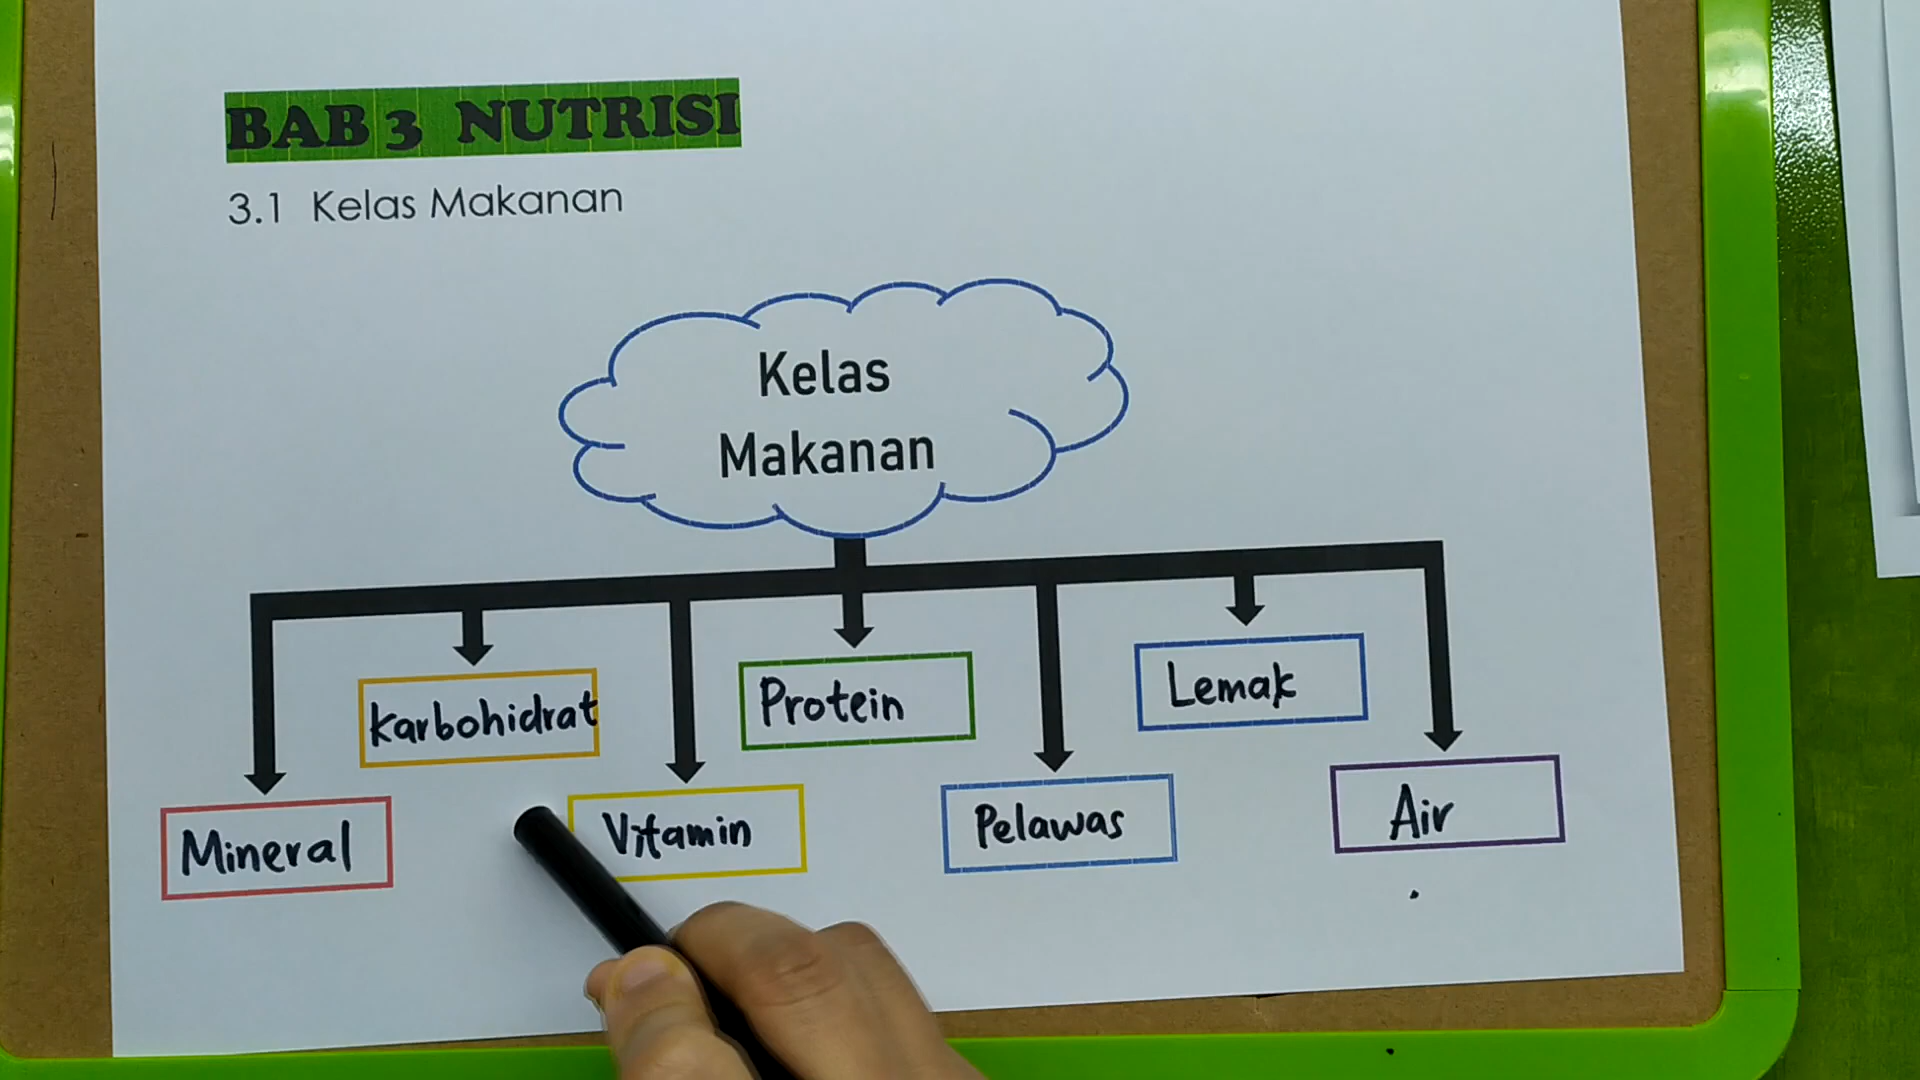 BAB 3 NUTRISI
3.1 Kelas Makanan
Kelas
Makanan
Karbohidrat
Protein
Lemak
Mineral
Vitamin
Pelawas
Air